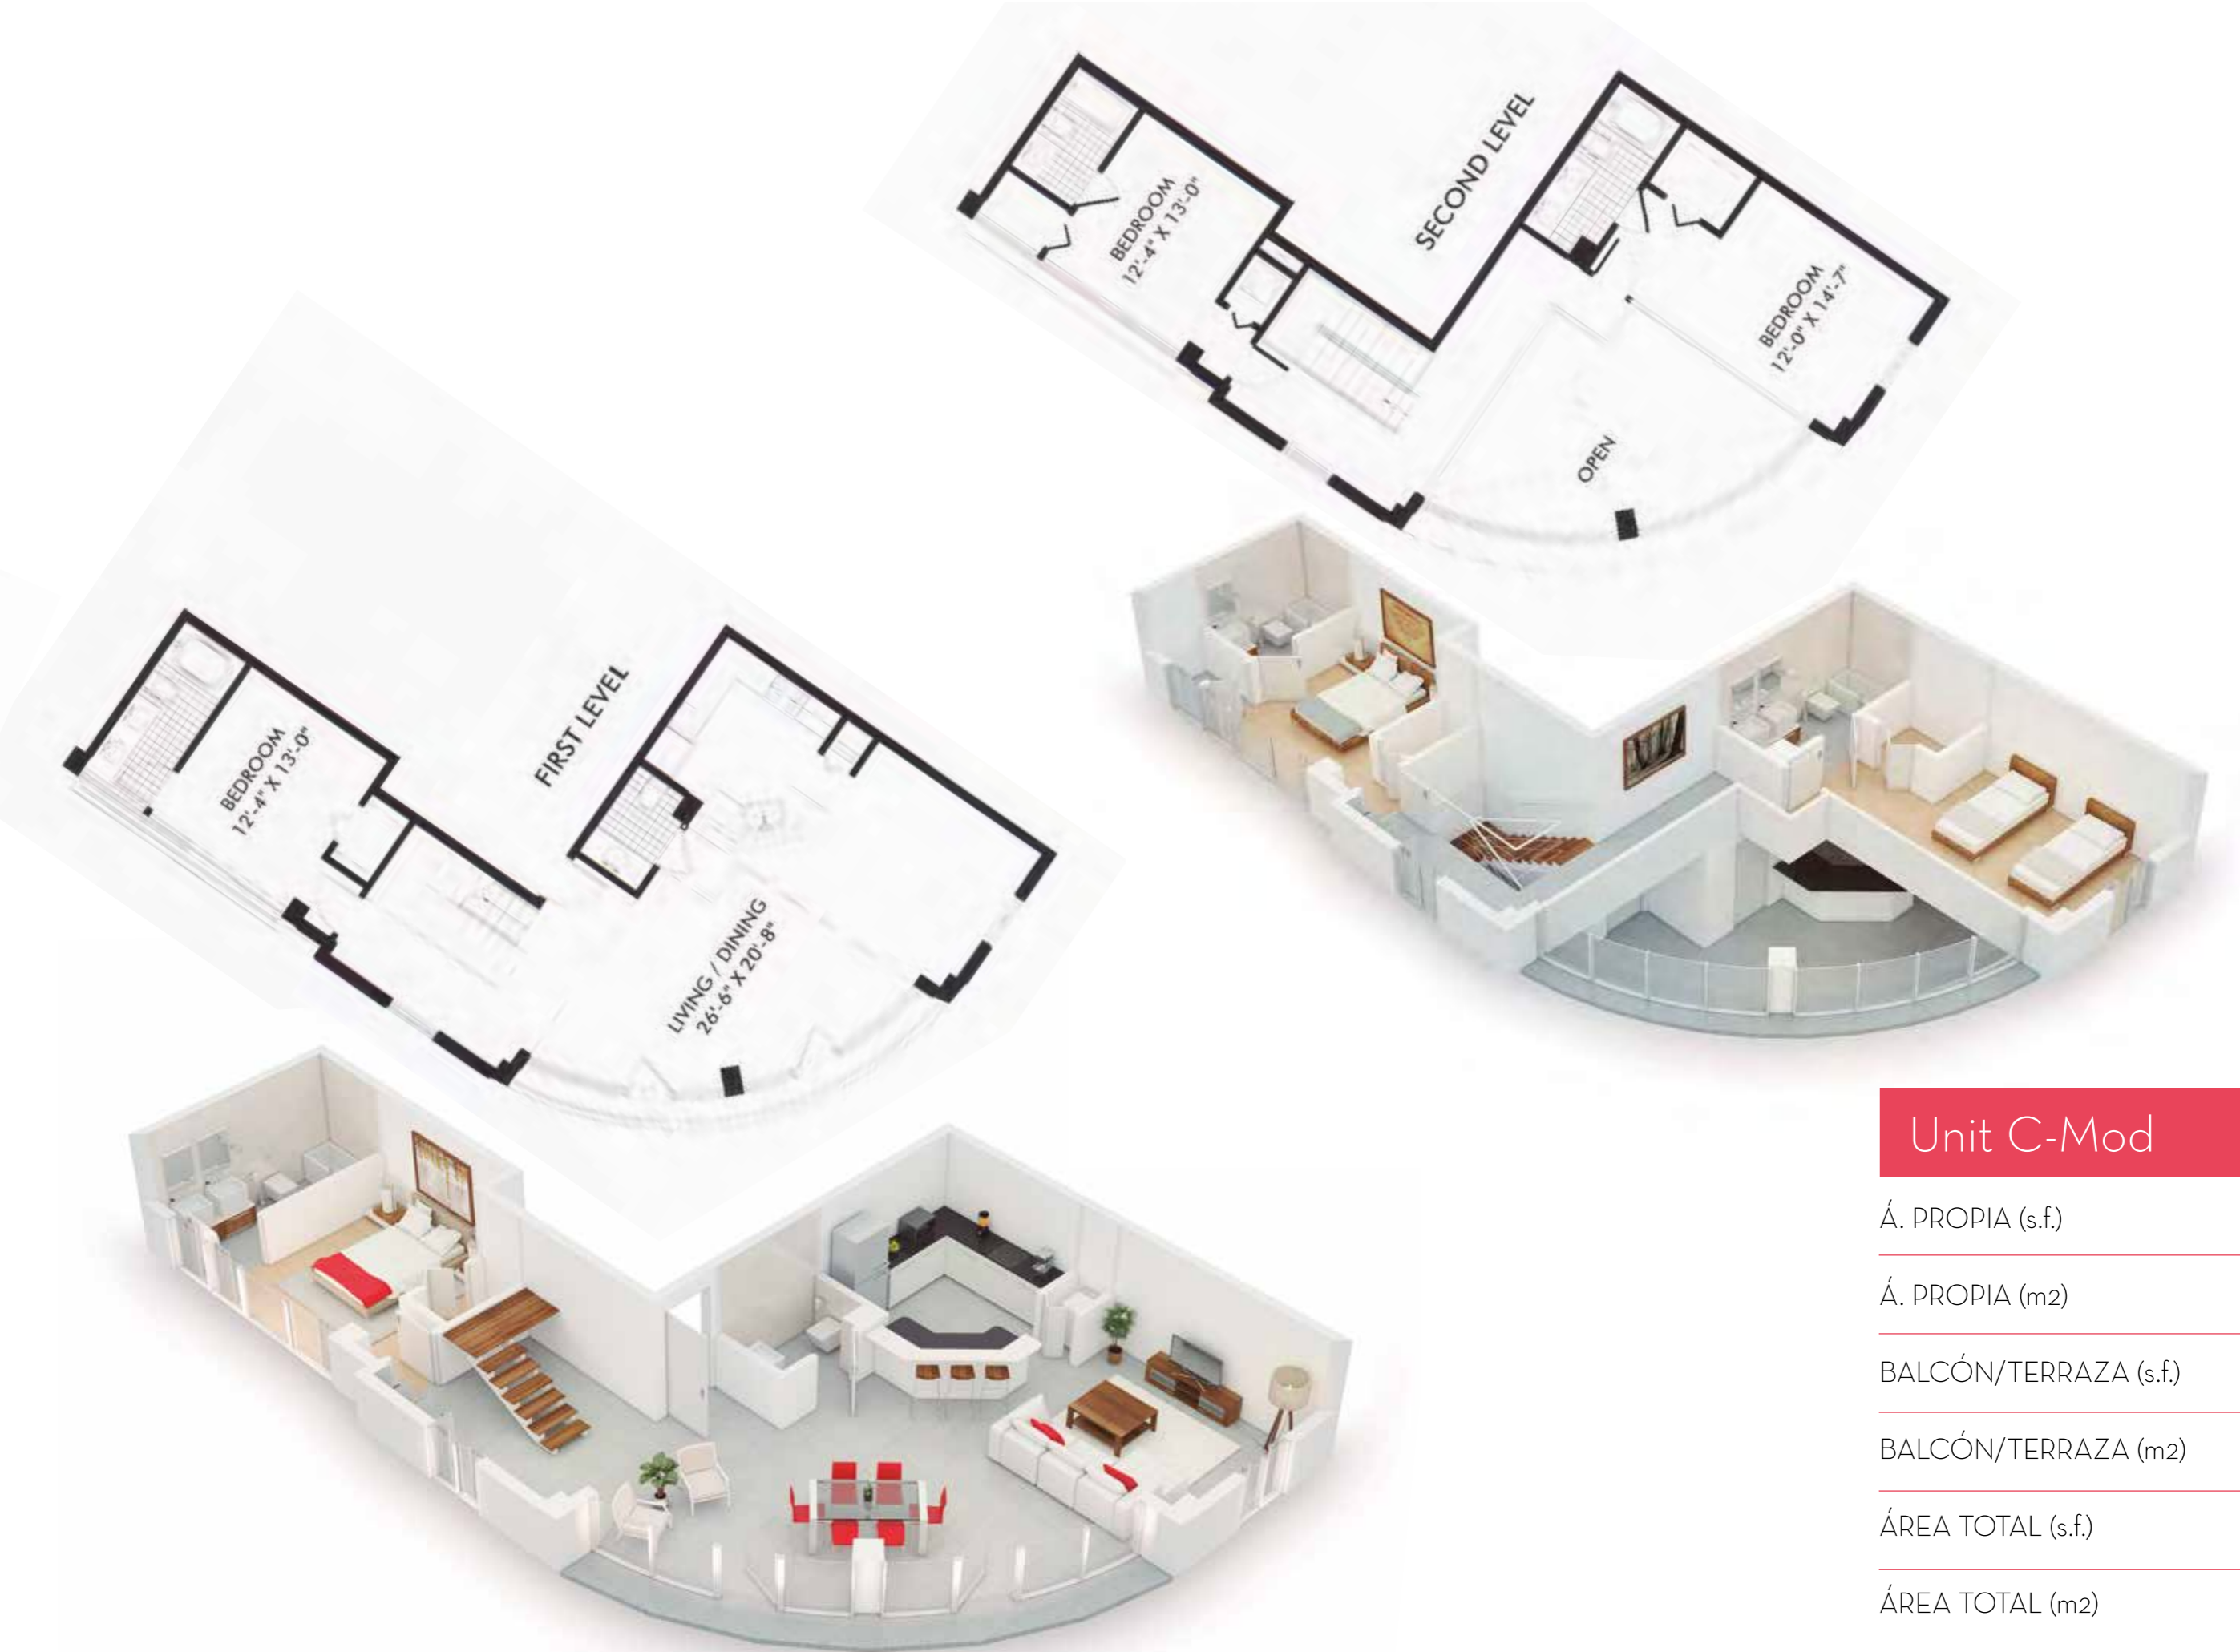 SECOND LEVEL
BEDROOM
12'-4" X 13'-0"
BEDROOM
12'-0" X 14'-7"
OPEN
FIRST LEVEL
BEDROOM
12'-4" X 13'-0"
LIVING / DINING
26'-6" X 20'-8"
Unit C-Mod
Á. PROPIA (s.f.)
Á. PROPIA (m2)
BALCÓN/TERRAZA (s.f.)
BALCÓN/TERRAZA (m2)
ÁREA TOTAL (s.f.)
ÁREA TOTAL (m2)